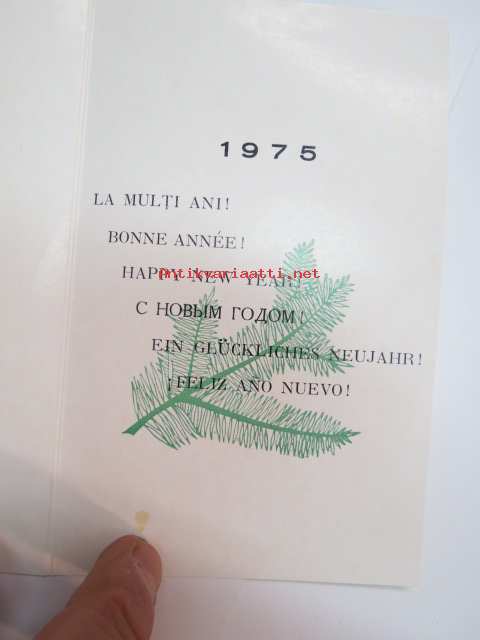 1975
LA MULȚI ANI!
BONNE ANNÉE!
Antikvariaatti.net
HAPPY NEW YEAR!
С НОВЫМ ГОДОМ!
EIN GLÜCKLICHES NEUJAHR!
¡FELIZ AÑO NUEVO!